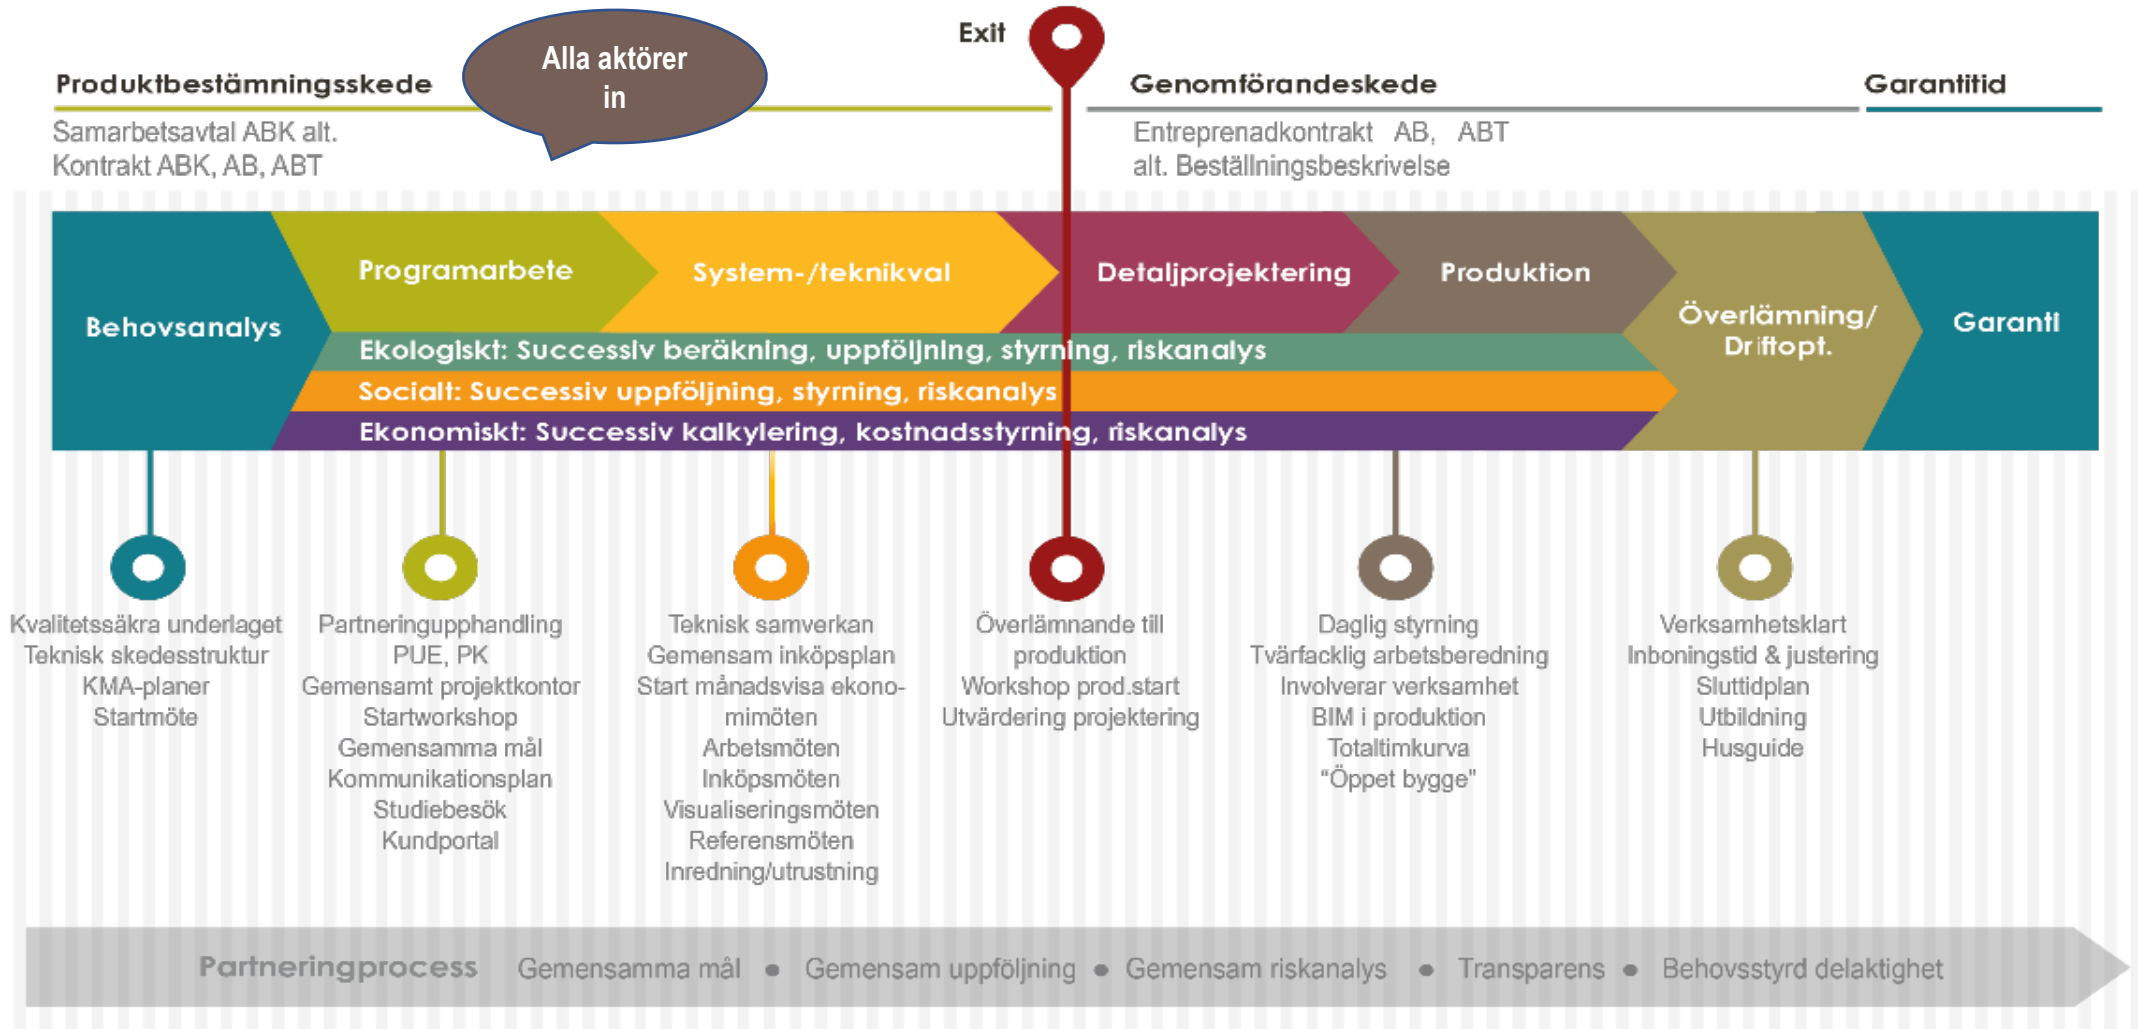 Exit
Alla aktörer
in
Produktbestämningsskede
Genomförandeskede
Garantitid
Samarbetsavtal ABK alt.
Kontrakt ABK, AB, ABT
Entreprenadkontrakt AB, ABT
alt. Beställningsbeskrivelse
Behovsanalys
Programarbete
System-/teknikval
Detaljprojektering
Produktion
Överlämning/
Driftopt.
Garanti
Ekologiskt: Successiv beräkning, uppföljning, styrning, riskanalys
Socialt: Successiv uppföljning, styrning, riskanalys
Ekonomiskt: Successiv kalkylering, kostnadsstyrning, riskanalys
Kvalitetssäkra underlaget
Teknisk skedesstruktur
KMA-planer
Startmöte
Partneringupphandling
PUE, PK
Gemensamt projektkontor
Startworkshop
Gemensamma mål
Kommunikationsplan
Studiebesök
Kundportal
Teknisk samverkan
Gemensam inköpsplan
Start månadsvisa ekono-
mimöten
Arbetsmöten
Inköpsmöten
Visualiseringsmöten
Referensmöten
Inredning/utrustning
Överlämnande till
produktion
Workshop prod.start
Utvärdering projektering
Daglig styrning
Tvärfacklig arbetsberedning
Involverar verksamhet
BIM i produktion
Totaltimkurva
“Öppet bygge”
Verksamhetsklart
Inboningstid & justering
Sluttidplan
Utbildning
Husguide
Partneringprocess Gemensamma mål • Gemensam uppföljning • Gemensam riskanalys • Transparens • Behovsstyrd delaktighet